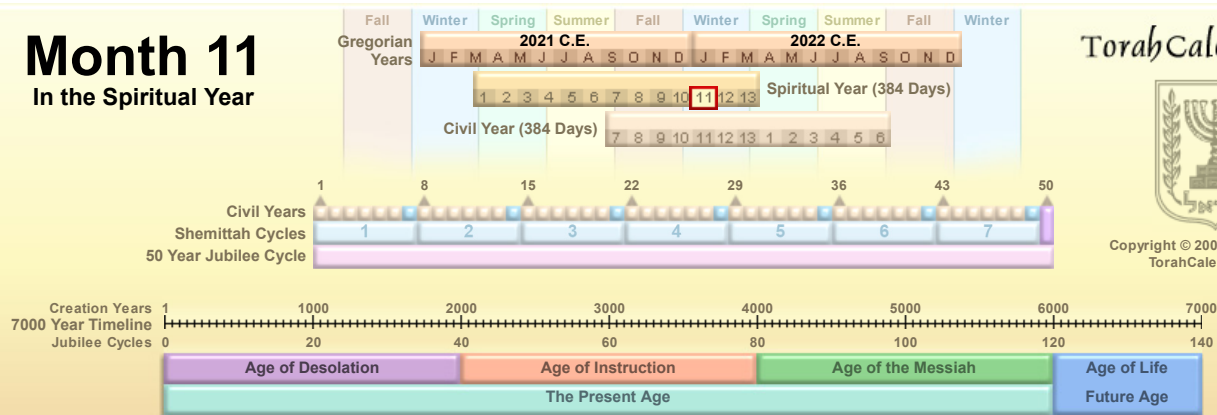 Month 11
In the Spiritual Year
Fall Winter Spring Summer Fall Winter Spring Summer Fall Winter
Gregorian Years
2021 C.E. 2022 C.E.
J F M A M J J A S O N D J F M A M J J A S O N D
1 2 3 4 5 6 7 8 9 10 11 12 13 Spiritual Year (384 Days)
Civil Year (384 Days) 7 8 9 10 11 12 13 1 2 3 4 5 6
TorahCale
1 8 15 22 29 36 43 50
Civil Years
Shemittah Cycles 1 2 3 4 5 6 7
50 Year Jubilee Cycle
Copyright © 200
TorahCale
Creation Years 1 1000 2000 3000 4000 5000 6000 7000
7000 Year Timeline
Jubilee Cycles 0 20 40 60 80 100 120 140
Age of Desolation Age of Instruction Age of the Messiah Age of Life
The Present Age Future Age